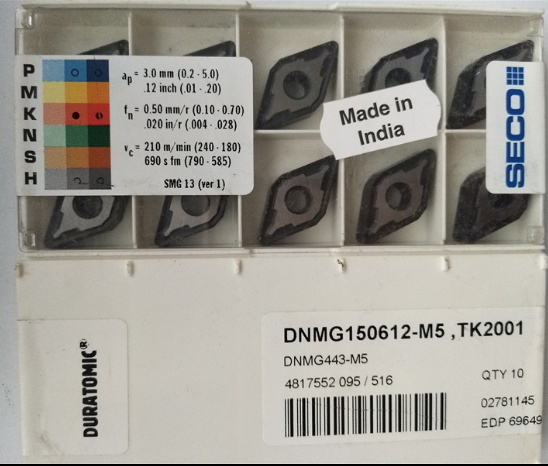 P
M
K
N
S
H
ap = 3.0 mm (0.2 - 5.0)
.12 inch (.01 - .20)
fn = 0.50 mm/r (0.10 - 0.70)
.020 in/r (.004 - .028)
vc = 210 m/min (240 - 180)
690 s fm (790 - 585)
SMG 13 (ver 1)
Made in
India
SECO
DURATOMIC®
DNMG150612-M5 ,TK2001
DNMG443-M5
4817552 095 / 516
QTY 10
02781145
EDP 69649